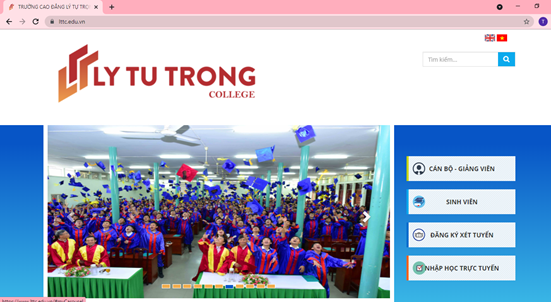 TRƯỜNG CAO ĐẲNG LÝ TỰ TRỌ
lttc.edu.vn
LY TU TRONG
COLLEGE
Tìm kiếm...
CÁN BỘ - GIẢNG VIÊN
SINH VIÊN
ĐĂNG KÝ XÉT TUYỂN
NHẬP HỌC TRỰC TUYẾN